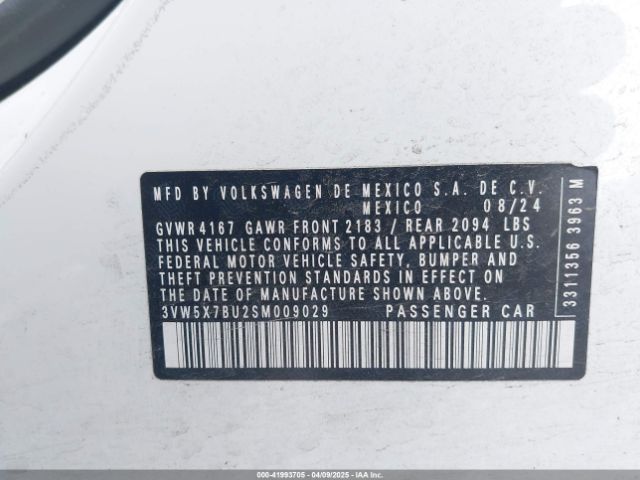 MFD BY VOLKSWAGEN DE MEXICO S.A. DE C.V.
MEXICO 08/24
GVWR 4167 GAWR FRONT 2183 / REAR 2094 LBS
THIS VEHICLE CONFORMS TO ALL APPLICABLE U.S.
FEDERAL MOTOR VEHICLE SAFETY, BUMPER AND
THEFT PREVENTION STANDARDS IN EFFECT ON
THE DATE OF MANUFACTURE SHOWN ABOVE.
3VW5X7BU2SM009029 PASSENGER CAR
3311356 3963 M
000-41993705 - 04/09/2025 - IAAI.COM